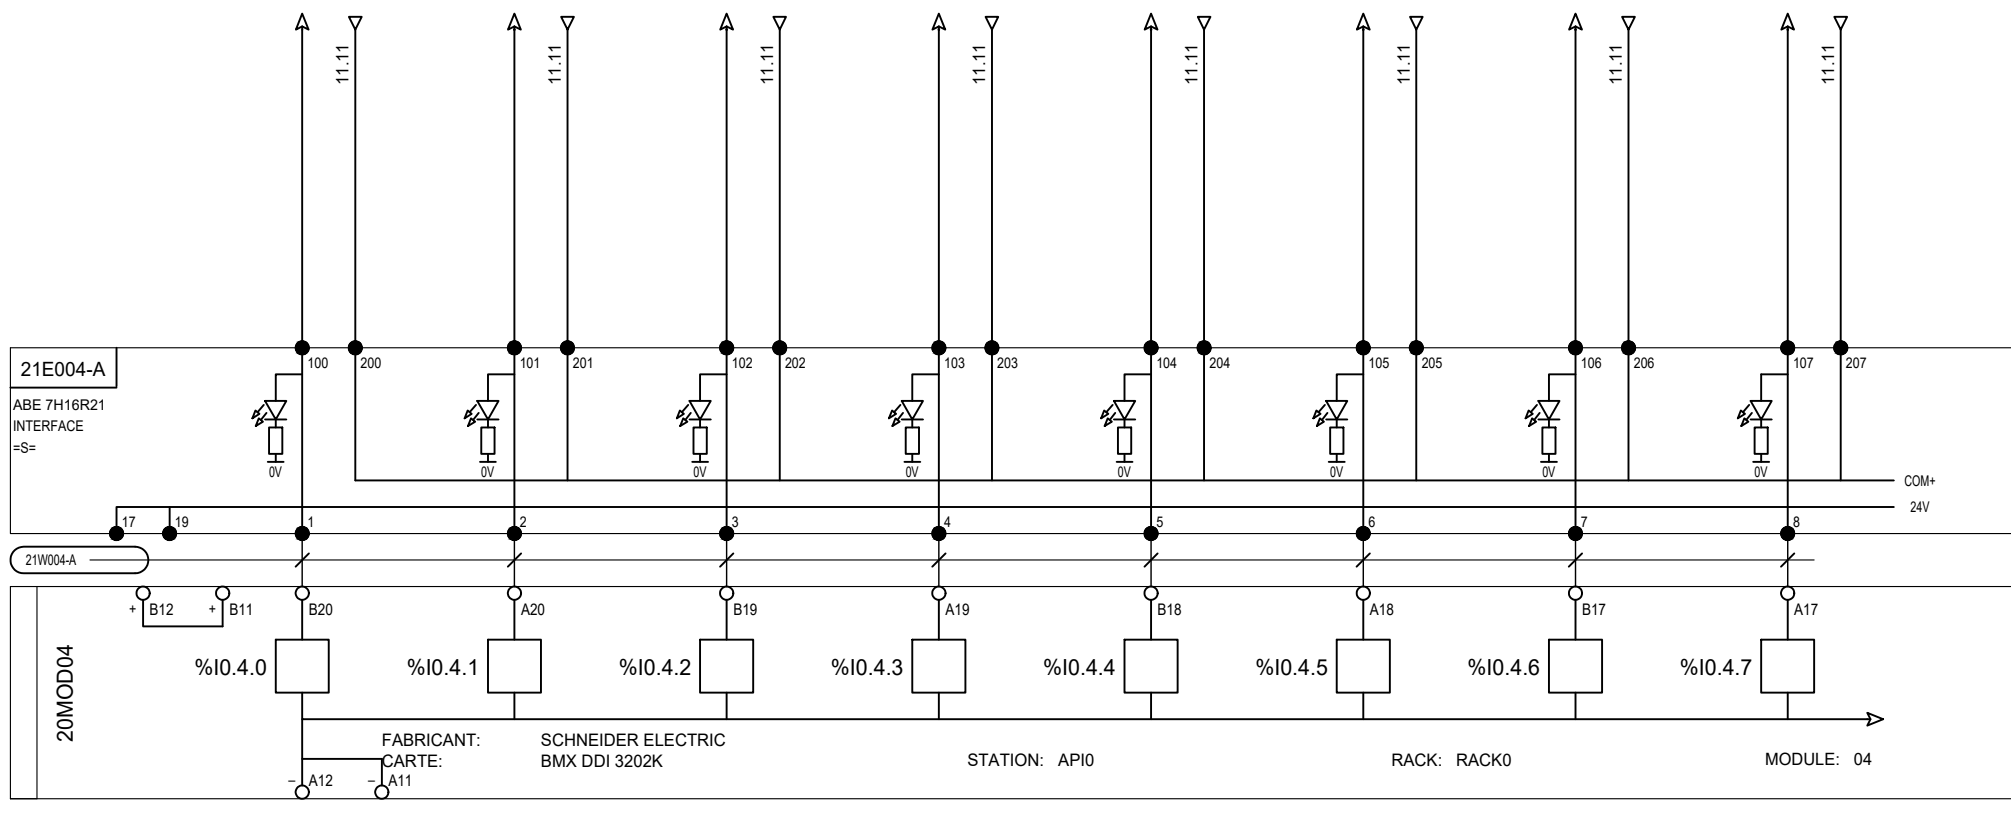 11.11 11.11 11.11 11.11 11.11 11.11 11.11 11.11
21E004-A 100 200 101 201 102 202 103 203 104 204 105 205 106 206 107 207
ABE 7H16R21
INTERFACE
=S=
0V 0V 0V 0V 0V 0V 0V 0V
COM+
24V
17 19 1 2 3 4 5 6 7 8
21W004-A
+ B12 + B11 B20 A20 B19 A19 B18 A18 B17 A17
20MOD04
%I0.4.0 %I0.4.1 %I0.4.2 %I0.4.3 %I0.4.4 %I0.4.5 %I0.4.6 %I0.4.7
FABRICANT: SCHNEIDER ELECTRIC
CARTE: BMX DDI 3202K STATION: API0 RACK: RACK0 MODULE: 04
– A12 – A11